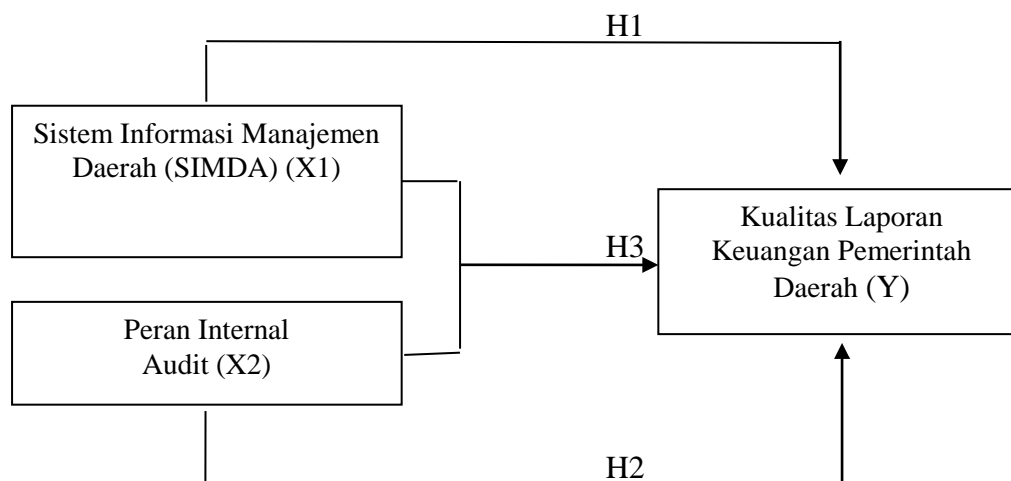 H1
Sistem Informasi Manajemen
Daerah (SIMDA) (X1)
Kualitas Laporan
Keuangan Pemerintah
Daerah (Y)
H3
Peran Internal
Audit (X2)
H2